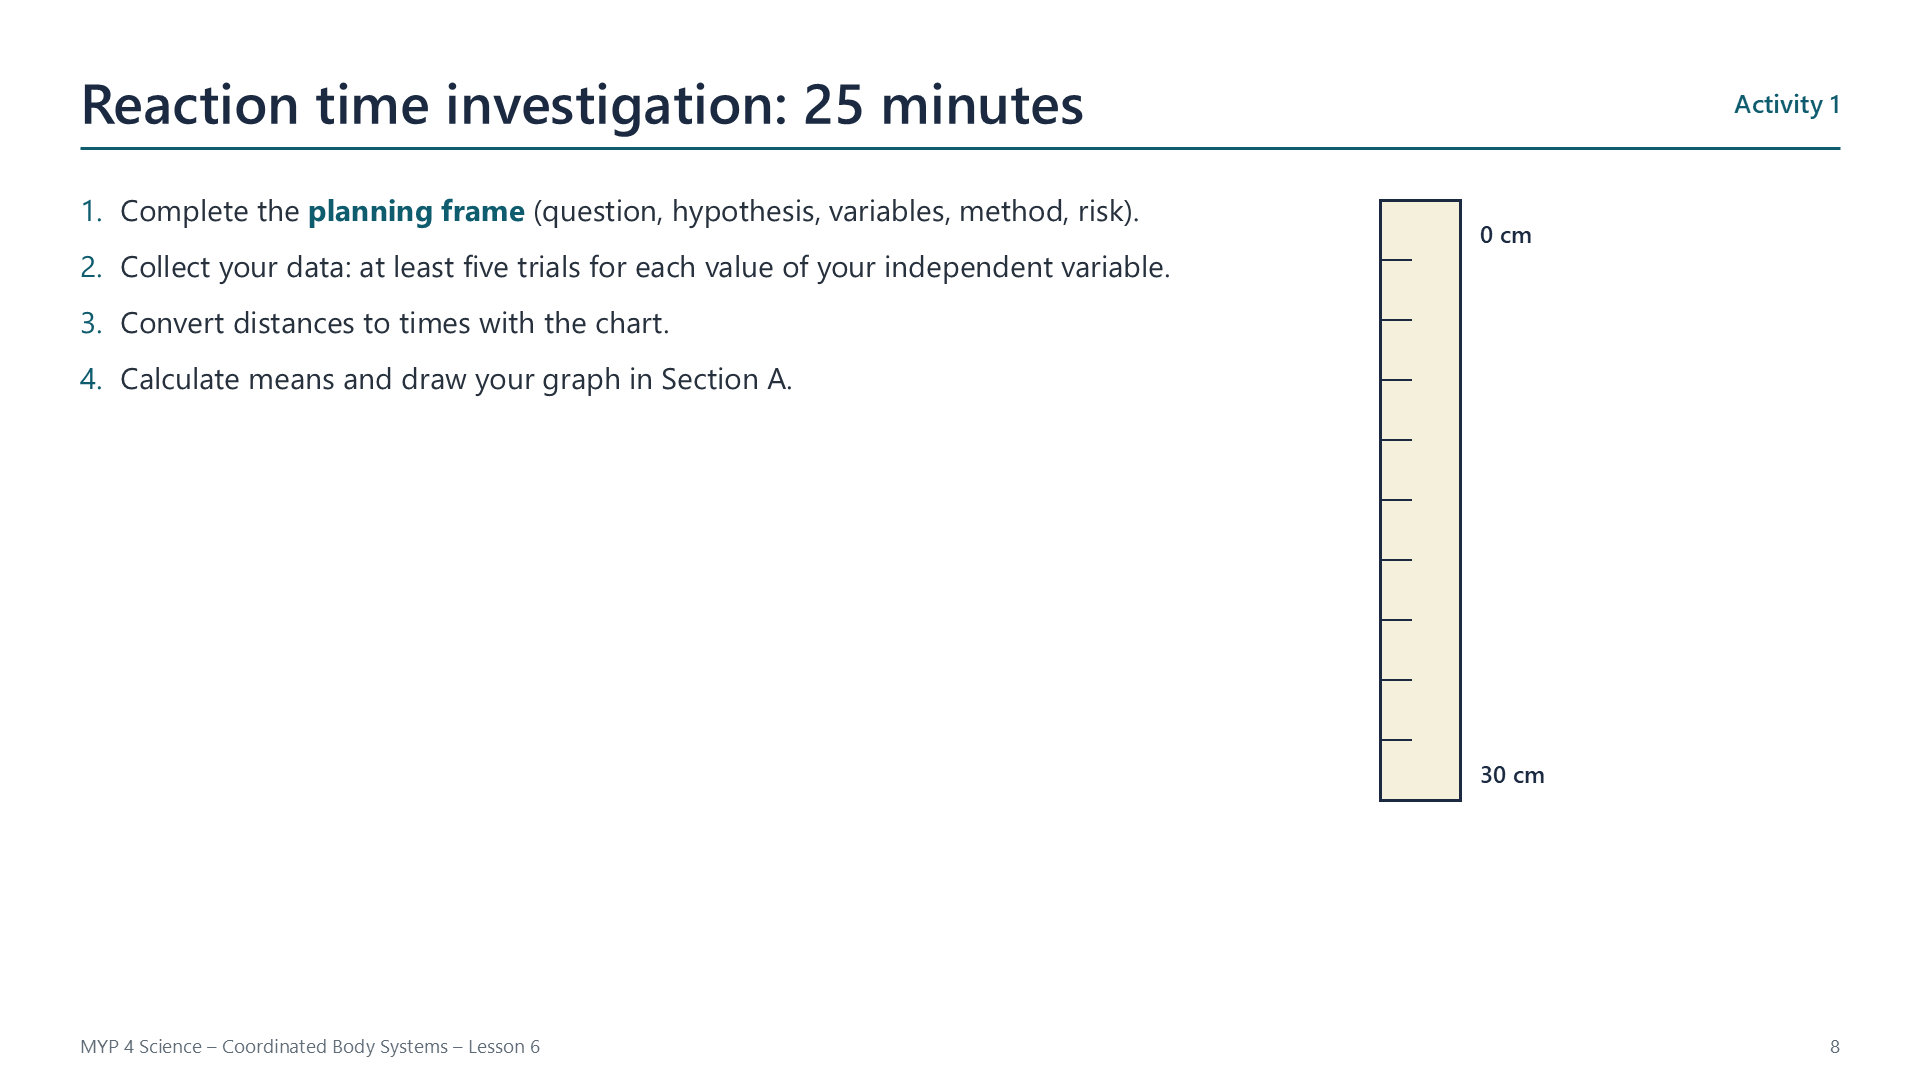 Reaction time investigation: 25 minutes
Activity 1
1. Complete the planning frame (question, hypothesis, variables, method, risk).
2. Collect your data: at least five trials for each value of your independent variable.
3. Convert distances to times with the chart.
4. Calculate means and draw your graph in Section A.
0 cm
30 cm
MYP 4 Science – Coordinated Body Systems – Lesson 6
8